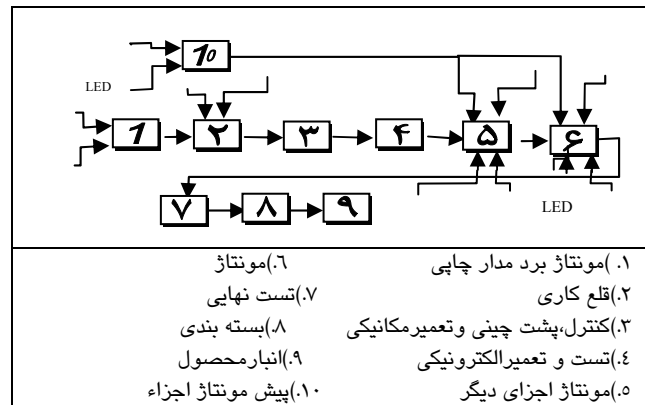 10
LED
۱ ۲ ۳ ۴ ۵ ۶
LED
۷ ۸ ۹
۱.)مونتاژ برد مدار چاپی ۶.)مونتاژ
۲.)قلع کاری ۷.)تست نهایی
۳.)کنترل،پشت چینی وتعمیرمکانیکی ۸.)بسته بندی
۴.)تست و تعمیرالکترونیکی ۹.)انبارمحصول
۵.)مونتاژ اجزای دیگر ۱۰.)پیش مونتاژ اجزاء